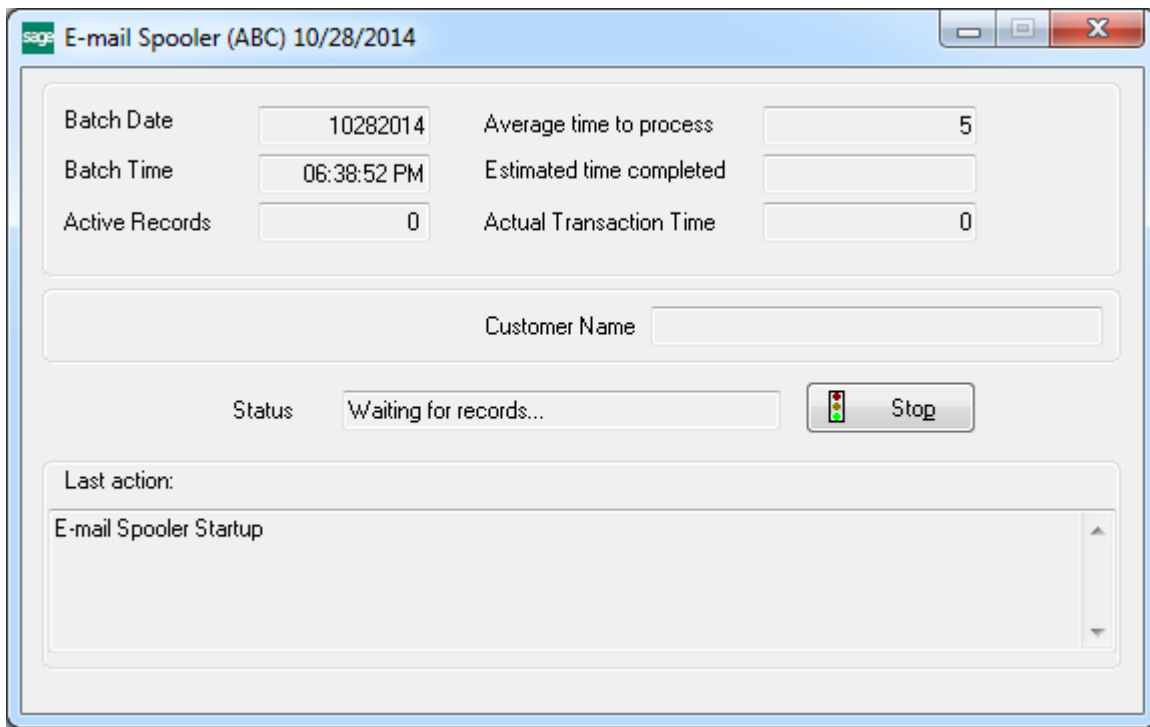 sage E-mail Spooler (ABC) 10/28/2014
Batch Date 10282014 Average time to process 5
Batch Time 06:38:52 PM Estimated time completed
Active Records 0 Actual Transaction Time 0
Customer Name
Status Waiting for records... Stop
Last action:
E-mail Spooler Startup